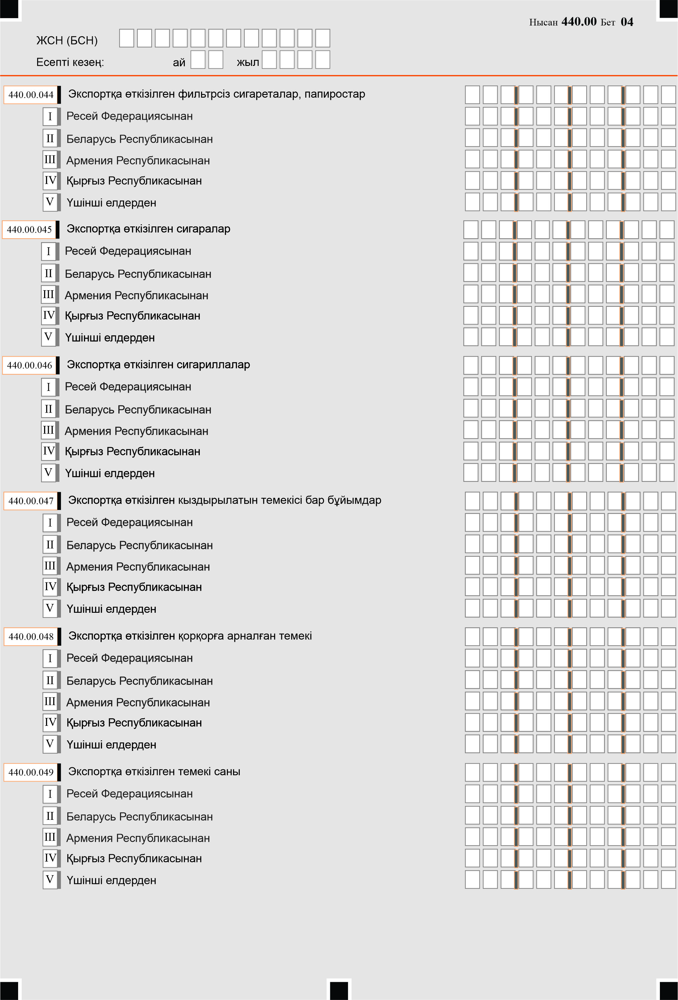 Нысан 440.00 Бет 04
ЖСН (БСН)
Есепті кезең: ай жыл
440.00.044 Экспортқа өткізілген фильтрсіз сигареталар, папиростар
I Ресей Федерациясынан
II Беларусь Республикасынан
III Армения Республикасынан
IV Қырғыз Республикасынан
V Үшінші елдерден
440.00.045 Экспортқа өткізілген сигаралар
I Ресей Федерациясынан
II Беларусь Республикасынан
III Армения Республикасынан
IV Қырғыз Республикасынан
V Үшінші елдерден
440.00.046 Экспортқа өткізілген сигариллалар
I Ресей Федерациясынан
II Беларусь Республикасынан
III Армения Республикасынан
IV Қырғыз Республикасынан
V Үшінші елдерден
440.00.047 Экспортқа өткізілген кыздырылатын темекісі бар бұйымдар
I Ресей Федерациясынан
II Беларусь Республикасынан
III Армения Республикасынан
IV Қырғыз Республикасынан
V Үшінші елдерден
440.00.048 Экспортқа өткізілген қорқорға арналған темекі
I Ресей Федерациясынан
II Беларусь Республикасынан
III Армения Республикасынан
IV Қырғыз Республикасынан
V Үшінші елдерден
440.00.049 Экспортқа өткізілген темекі саны
I Ресей Федерациясынан
II Беларусь Республикасынан
III Армения Республикасынан
IV Қырғыз Республикасынан
V Үшінші елдерден